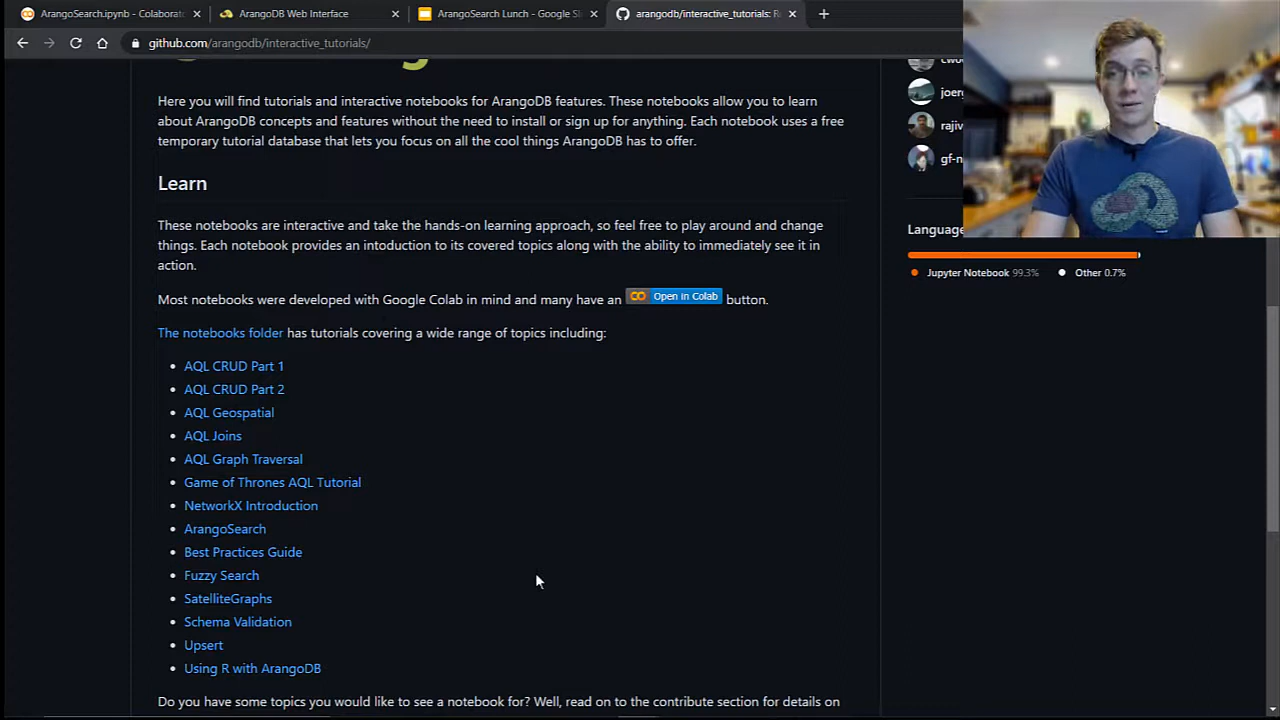 ArangoSearch.ipynb - Colaborat
ArangoDB Web Interface
ArangoSearch Lunch - Google Sl
arangodb/interactive_tutorials: R
github.com/arangodb/interactive_tutorials/
Here you will find tutorials and interactive notebooks for ArangoDB features. These notebooks allow you to learn
about ArangoDB concepts and features without the need to install or sign up for anything. Each notebook uses a free
temporary tutorial database that lets you focus on all the cool things ArangoDB has to offer.
Learn
These notebooks are interactive and take the hands-on learning approach, so feel free to play around and change
things. Each notebook provides an intoduction to its covered topics along with the ability to immediately see it in
action.
Most notebooks were developed with Google Colab in mind and many have an Open in Colab button.
The notebooks folder has tutorials covering a wide range of topics including:
AQL CRUD Part 1
AQL CRUD Part 2
AQL Geospatial
AQL Joins
AQL Graph Traversal
Game of Thrones AQL Tutorial
NetworkX Introduction
ArangoSearch
Best Practices Guide
Fuzzy Search
SatelliteGraphs
Schema Validation
Upsert
Using R with ArangoDB
Do you have some topics you would like to see a notebook for? Well, read on to the contribute section for details on
joerg
rajiv
gf-n
Language
Jupyter Notebook 99.3%
Other 0.7%